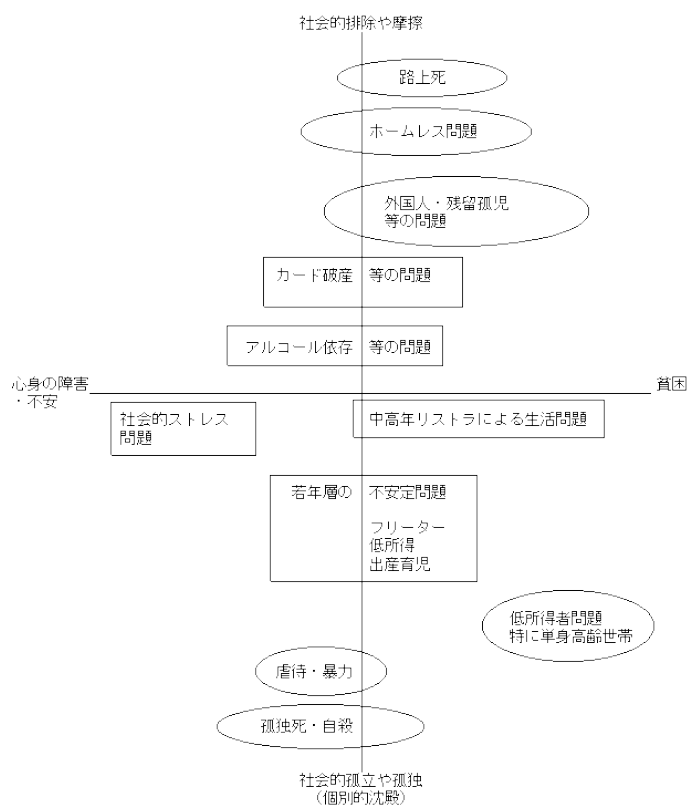 社会的排除や摩擦
路上死
ホームレス問題
外国人・残留孤児
等の問題
カード破産 等の問題
アルコール依存 等の問題
心身の障害
・不安
貧困
社会的ストレス
問題
中高年リストラによる生活問題
若年層の 不安定問題
フリーター
低所得
出産育児
低所得者問題
特に単身高齢世帯
虐待・暴力
孤独死・自殺
社会的孤立や孤独
（個別的沈殿）